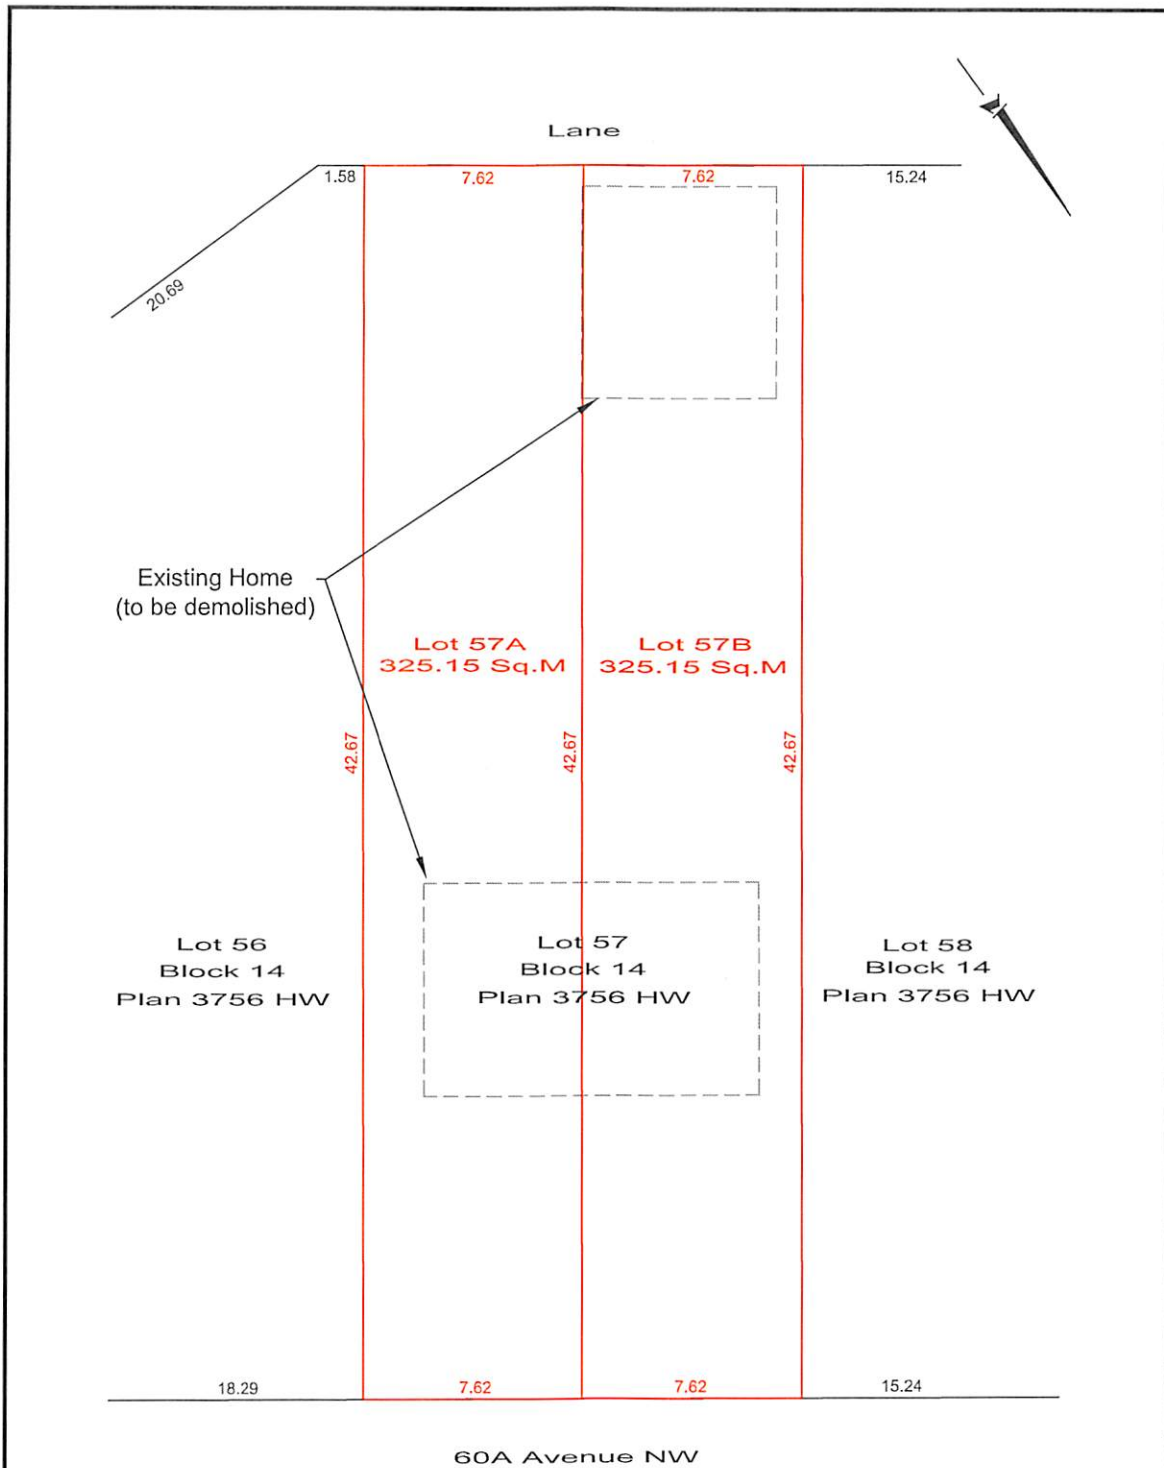 Lane
1.58
7.62
7.62
15.24
20.69
Existing Home
(to be demolished)
Lot 57A
325.15 Sq.M
Lot 57B
325.15 Sq.M
42.67
42.67
42.67
Lot 56
Block 14
Plan 3756 HW
Lot 57
Block 14
Plan 3756 HW
Lot 58
Block 14
Plan 3756 HW
18.29
7.62
7.62
15.24
60A Avenue NW